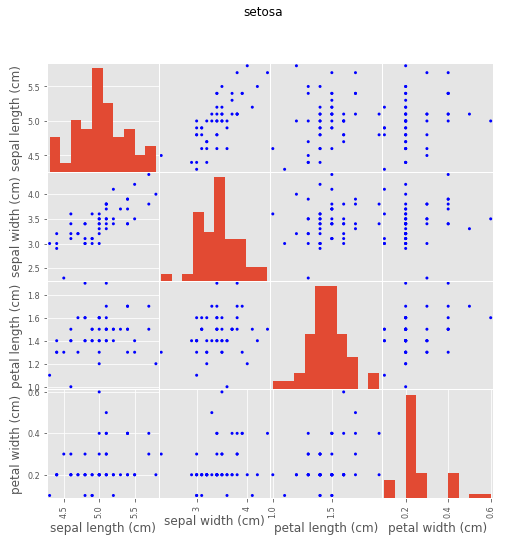 setosa
sepal length (cm)
5.5
5.0
4.5
sepal width (cm)
4.0
3.5
3.0
2.5
petal length (cm)
1.8
1.6
1.4
1.2
1.0
petal width (cm)
0.6
0.4
0.2
4.5
5.0
5.5
3
4
1.0
1.5
0.2
0.4
0.6
sepal length (cm)
sepal width (cm)
petal length (cm)
petal width (cm)